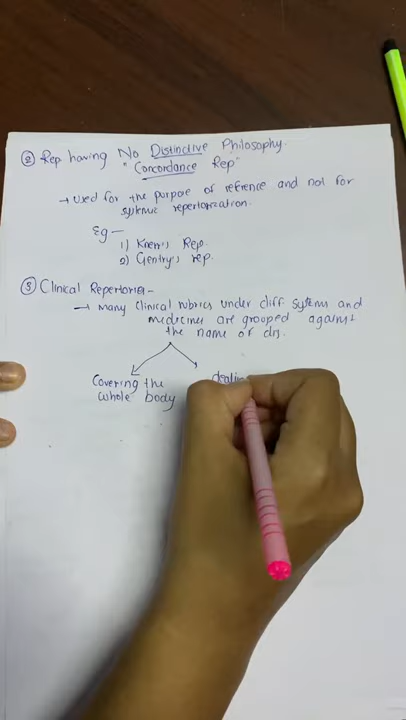 ② Rep having No Distinctive Philosophy.
"Concordance Rep"
→ Used for the purpose of reference and not for
systemic repertorization.
Eg —
1) Knerr's Rep.
2) Gentry's rep.
③ Clinical Repertories -
→ Many clinical rubrics under diff systems and
medicines are grouped against
the name of dis.
Covering the
whole body